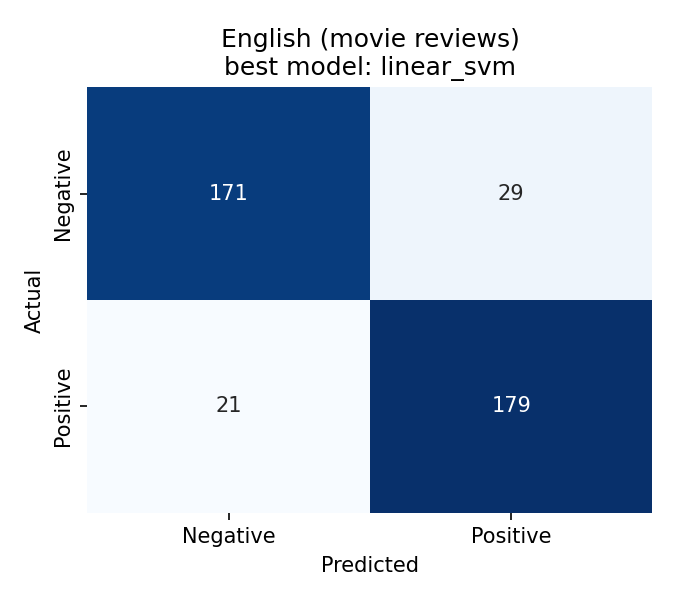 English (movie reviews)
best model: linear_svm
Actual
Negative
171
29
Positive
21
179
Negative
Positive
Predicted